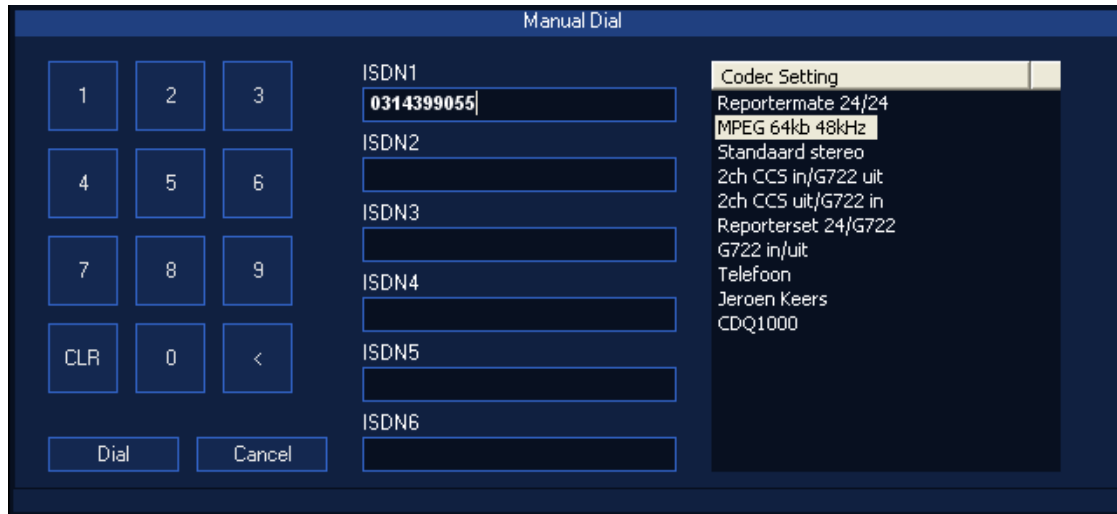 Manual Dial
1 2 3
4 5 6
7 8 9
CLR 0 <
Dial Cancel
ISDN1
0314399055
ISDN2
ISDN3
ISDN4
ISDN5
ISDN6
Codec Setting
Reportermate 24/24
MPEG 64kb 48kHz
Standaard stereo
2ch CCS in/G722 uit
2ch CCS uit/G722 in
Reporterset 24/G722
G722 in/uit
Telefoon
Jeroen Keers
CDQ1000